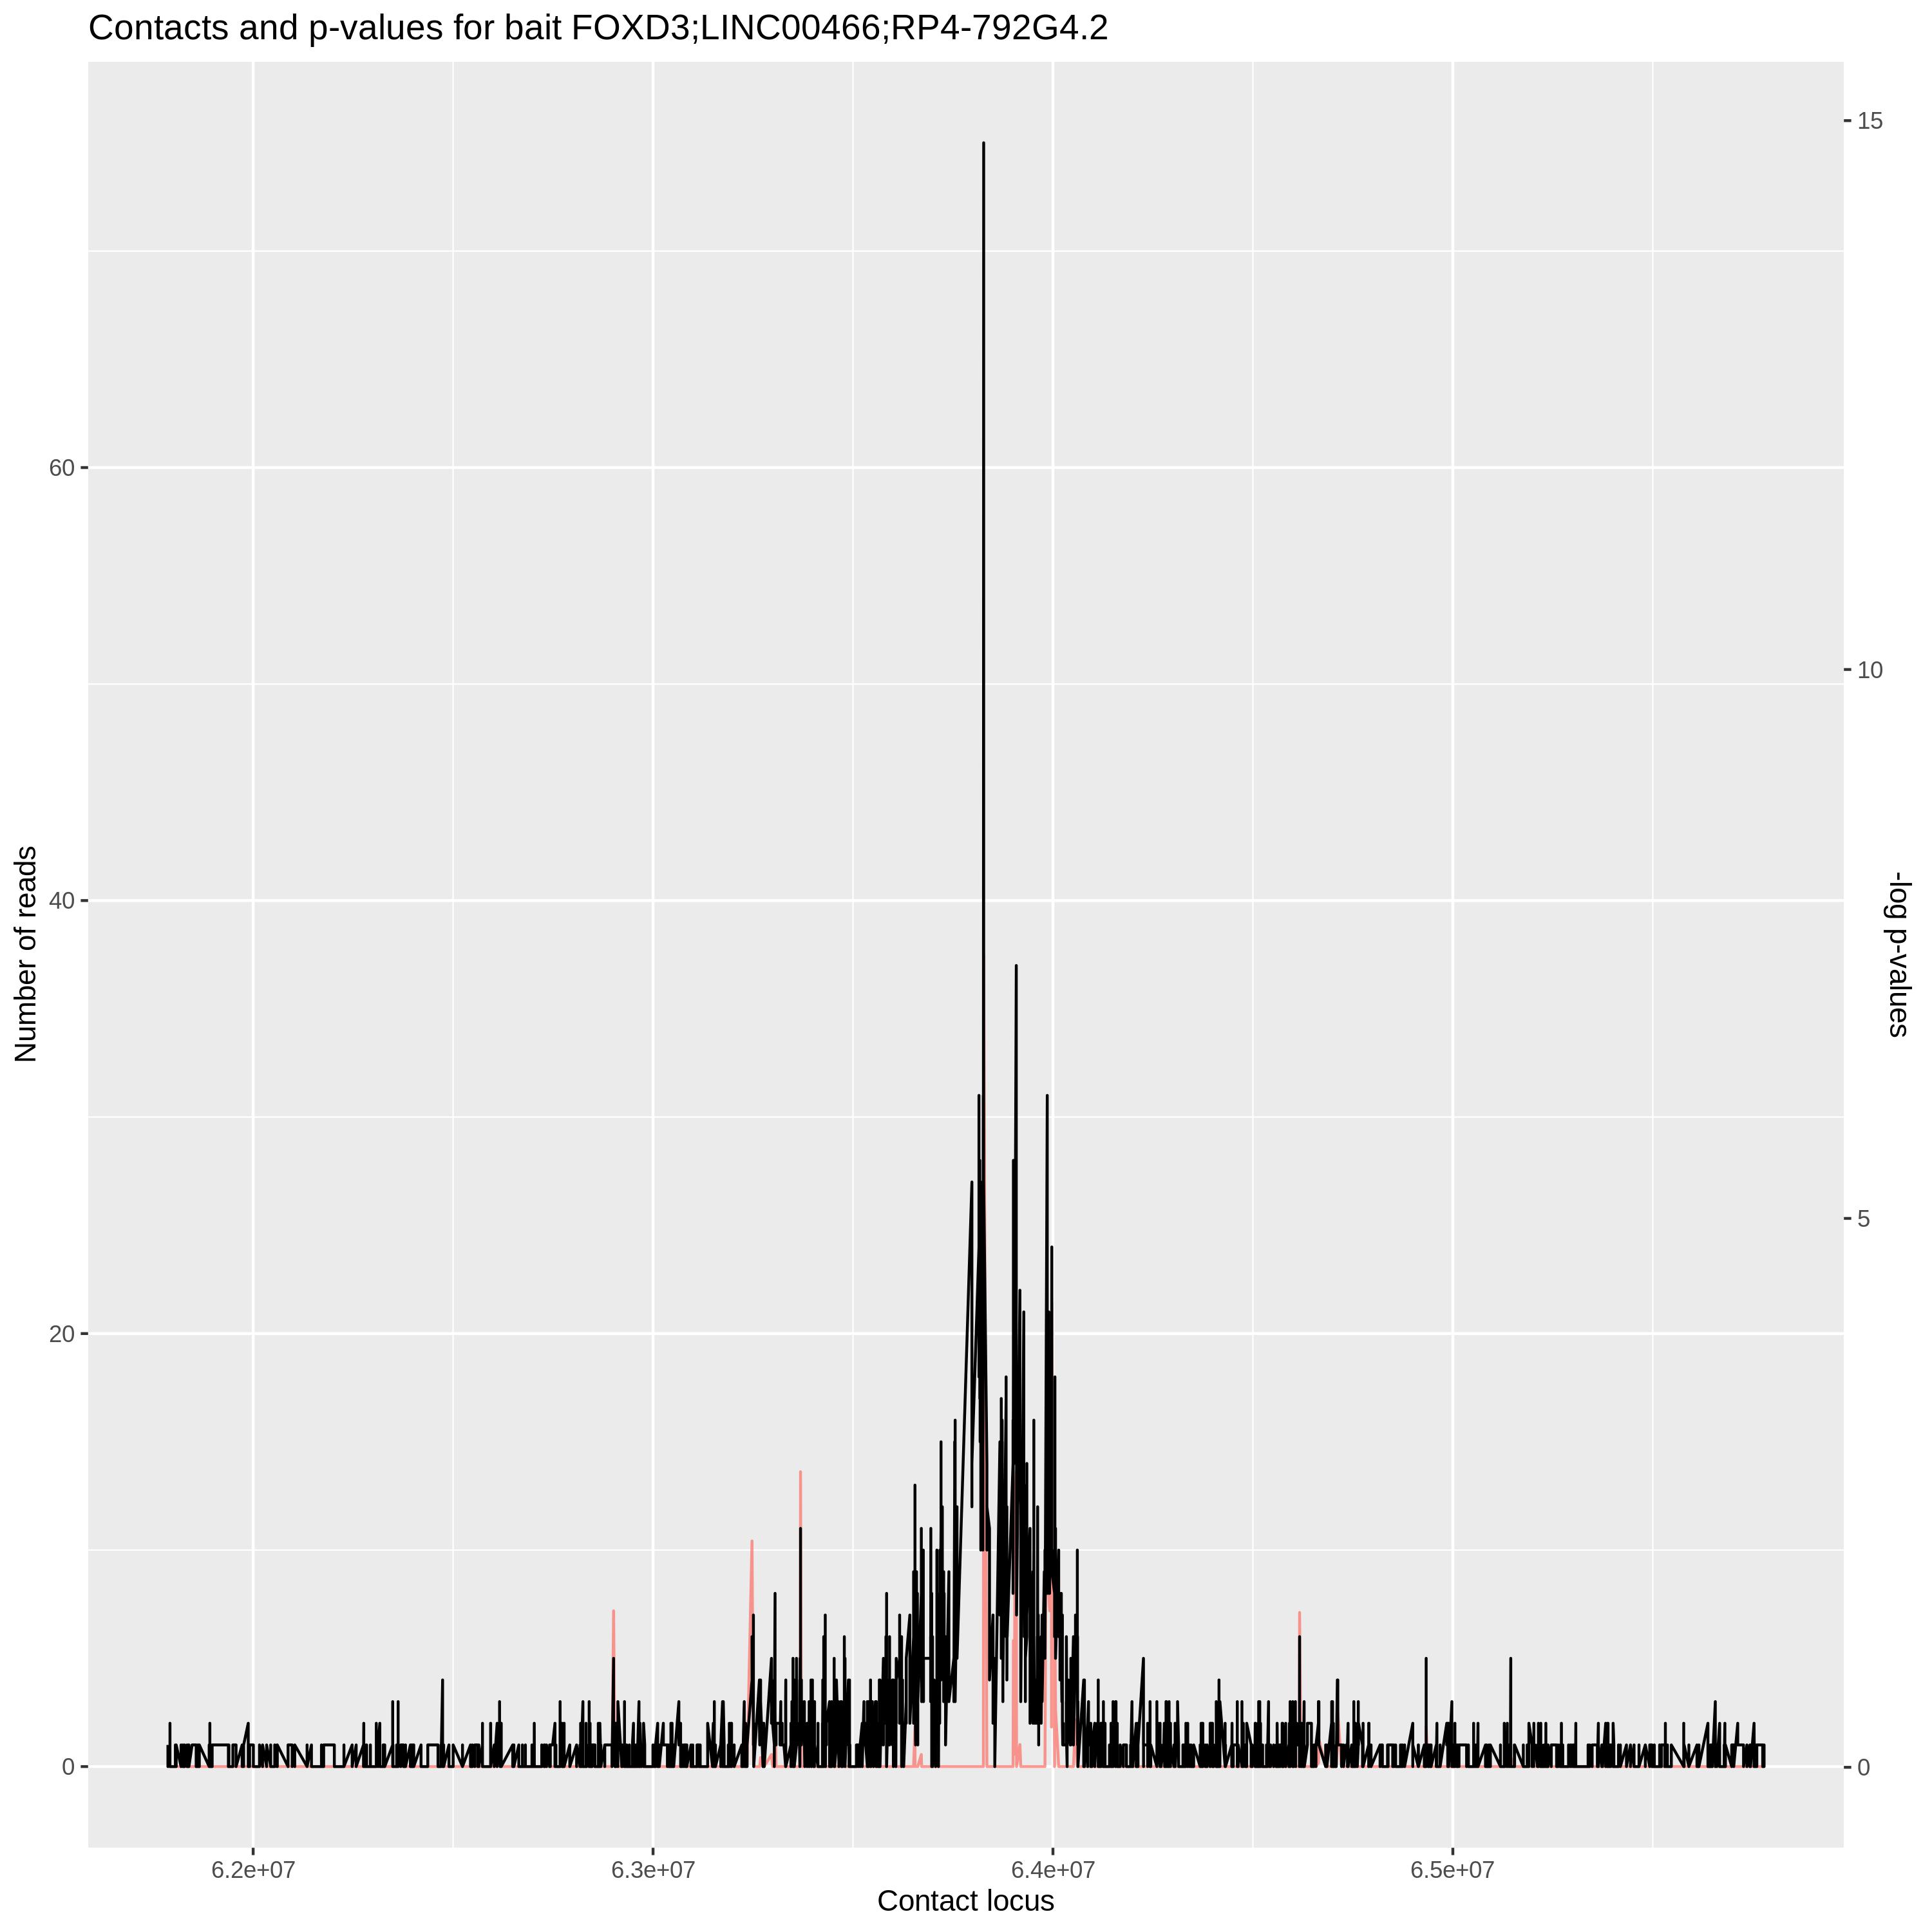 Contacts and p-values for bait FOXD3;LINC00466;RP4-792G4.2
15
60
10
40
Number of reads
-log p-values
5
20
0
0
6.2e+07
6.3e+07
6.4e+07
6.5e+07
Contact locus